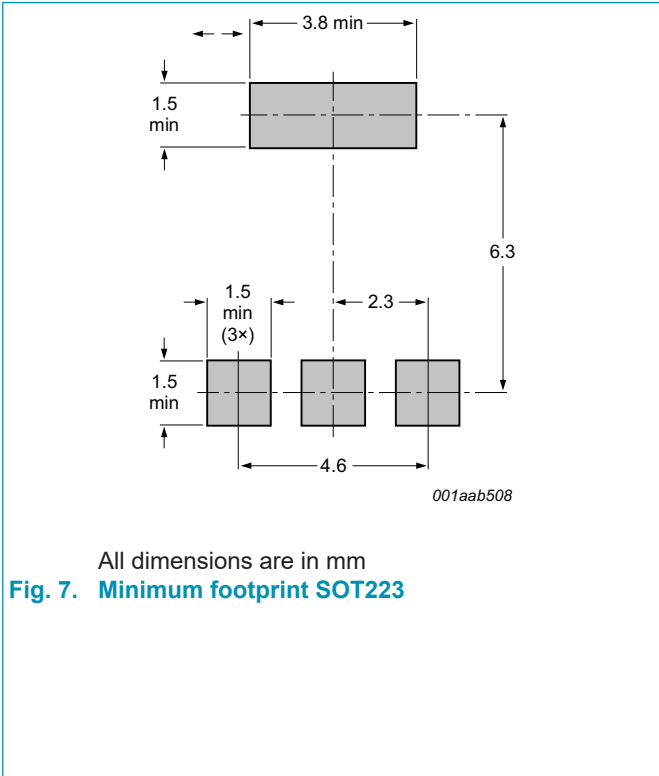 3.8 min
1.5
min
6.3
1.5
min
(3×)
2.3
1.5
min
4.6
001aab508
All dimensions are in mm
Fig. 7. Minimum footprint SOT223